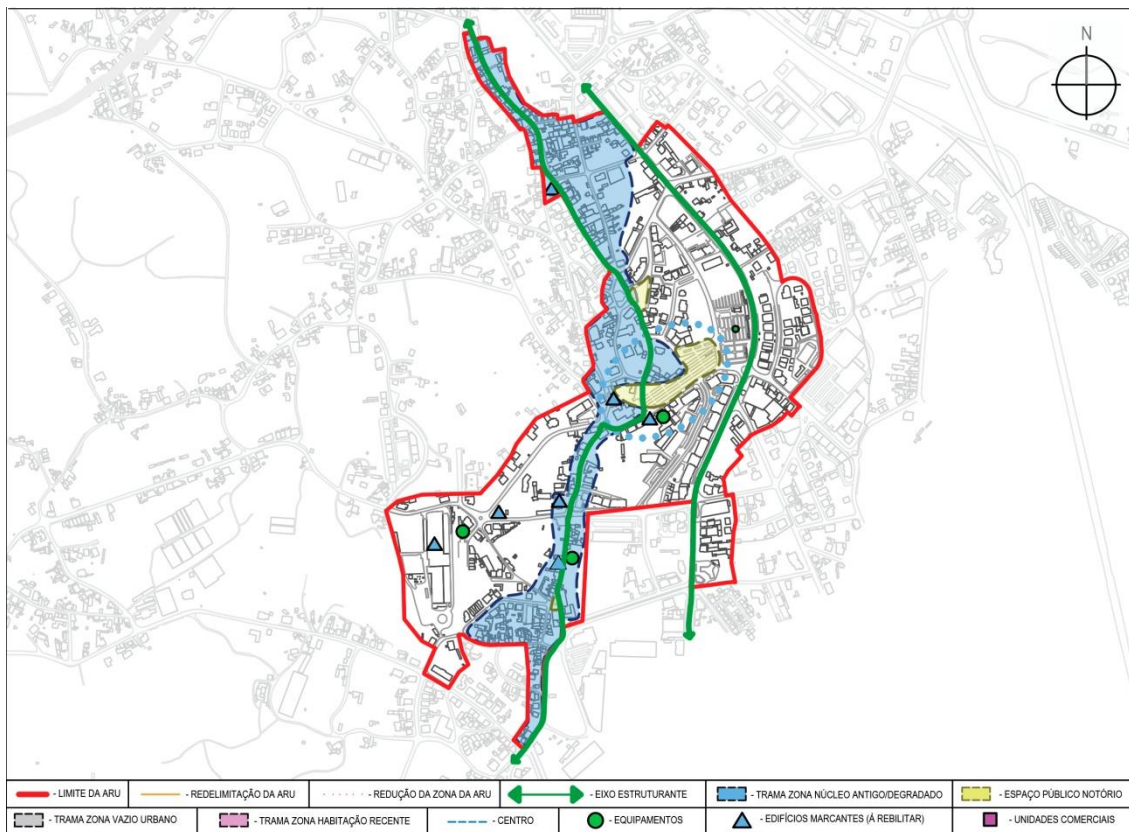 N
- LIMITE DA ARU
- REDELIMITAÇÃO DA ARU
- REDUÇÃO DA ZONA DA ARU
- EIXO ESTRUTURANTE
- TRAMA ZONA NÚCLEO ANTIGO/DEGRADADO
- ESPAÇO PÚBLICO NOTÓRIO
- TRAMA ZONA VAZIO URBANO
- TRAMA ZONA HABITAÇÃO RECENTE
- CENTRO
- EQUIPAMENTOS
- EDIFÍCIOS MARCANTES (Á REBILITAR)
- UNIDADES COMERCIAIS